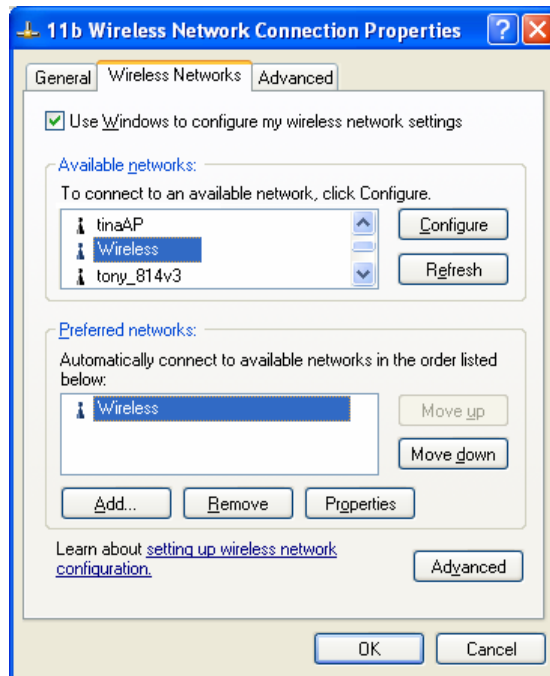 11b Wireless Network Connection Properties
General Wireless Networks Advanced
Use Windows to configure my wireless network settings
Available networks:
To connect to an available network, click Configure.
tinaAP
Wireless
tony_814v3
Configure
Refresh
Preferred networks:
Automatically connect to available networks in the order listed
below:
Wireless
Move up
Move down
Add... Remove Properties
Learn about setting up wireless network
configuration.
Advanced
OK Cancel